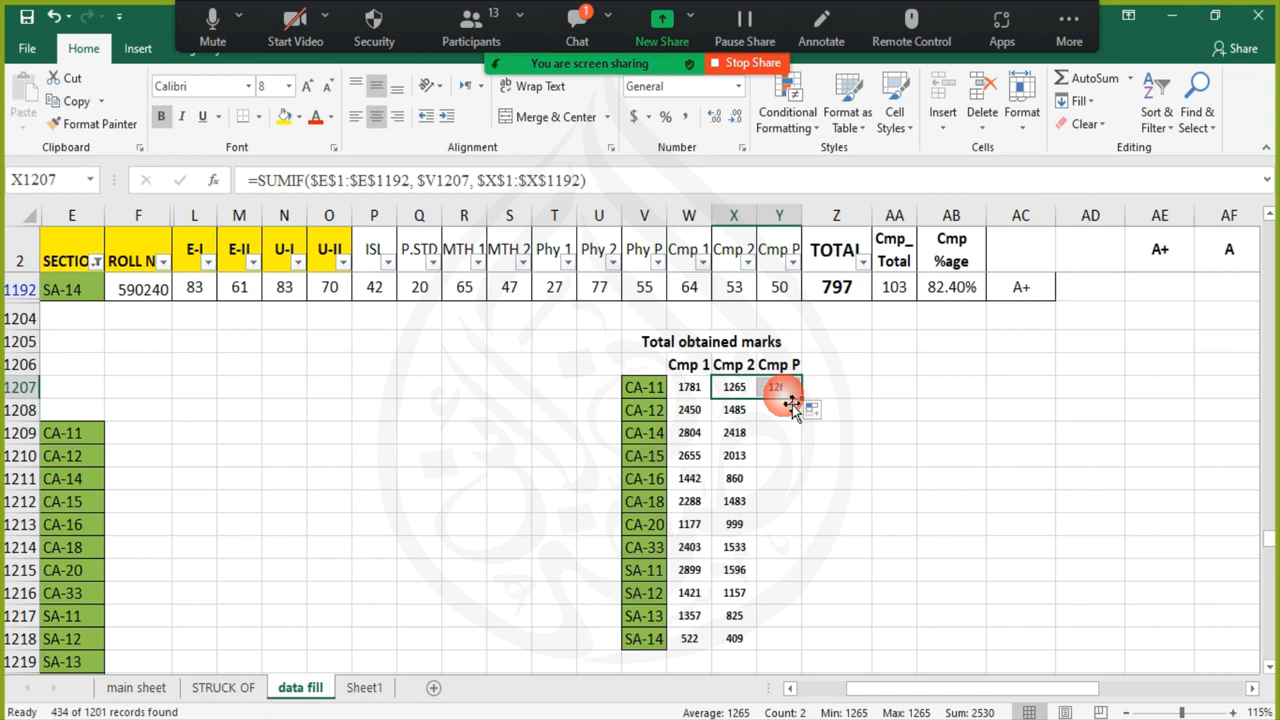 13
1
Mute
Start Video
Security
Participants
Chat
New Share
Pause Share
Annotate
Remote Control
Apps
More
You are screen sharing
Stop Share
File
Home
Insert
Share
Paste
Cut
Copy
Format Painter
Clipboard
Calibri
8
B I U
Font
Wrap Text
Merge & Center
Alignment
General
Number
Conditional Formatting
Format as Table
Cell Styles
Styles
Insert
Delete
Format
Cells
AutoSum
Fill
Clear
Sort & Filter
Find & Select
Editing
X1207
fx
=SUMIF($E$1:$E$1192, $V1207, $X$1:$X$1192)
E F L M N O P Q R S T U V W X Y Z AA AB AC AD AE AF
2 SECTIO ROLL N E-I E-II U-I U-II ISL P.STD MTH 1 MTH 2 Phy 1 Phy 2 Phy P Cmp 1 Cmp 2 Cmp P TOTAL Cmp_ Total Cmp %age A+ A
1192 SA-14 590240 83 61 83 70 42 20 65 47 27 77 55 64 53 50 797 103 82.40% A+
1204
1205 Total obtained marks
1206 Cmp 1 Cmp 2 Cmp P
1207 CA-11 1781 1265
1208 CA-12 2450 1485
1209 CA-11 CA-14 2804 2418
1210 CA-12 CA-15 2655 2013
1211 CA-14 CA-16 1442 860
1212 CA-15 CA-18 2288 1483
1213 CA-16 CA-20 1177 999
1214 CA-18 CA-33 2403 1533
1215 CA-20 SA-11 2899 1596
1216 CA-33 SA-12 1421 1157
1217 SA-11 SA-13 1357 825
1218 SA-12 SA-14 522 409
1219 SA-13
main sheet
STRUCK OF
data fill
Sheet1
Ready
434 of 1201 records found
Average: 1265
Count: 2
Min: 1265
Max: 1265
Sum: 2530
115%